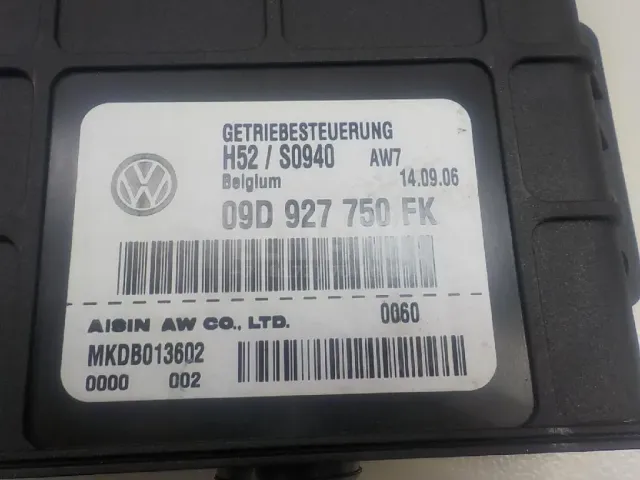 GETRIEBESTEUERUNG
H52 / S0940 AW7
Belgium 14.09.06
09D 927 750 FK
AISIN AW CO., LTD. 0060
MKDB013602
0000 002